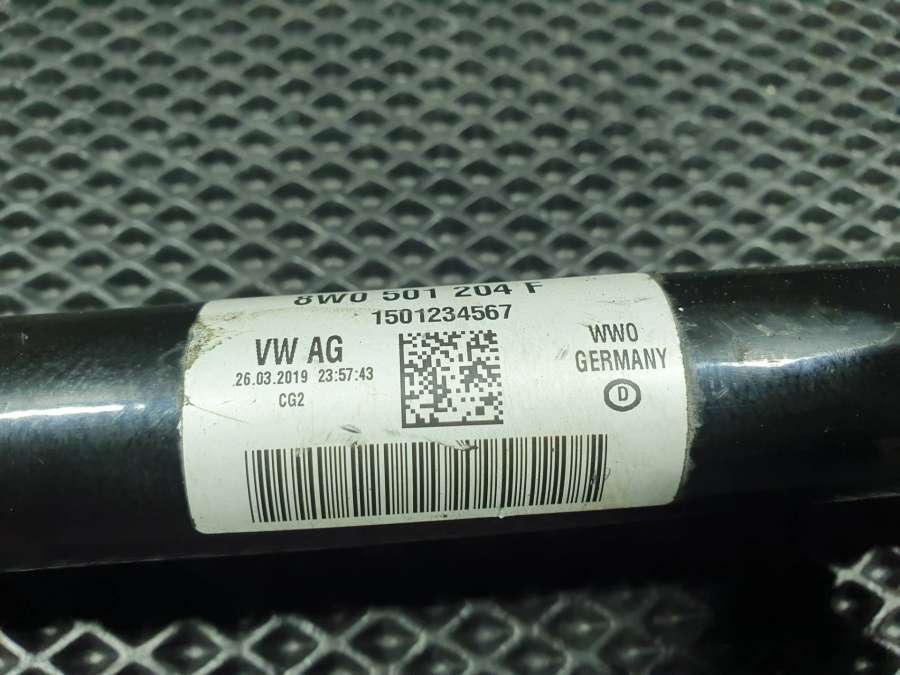 8W0 501 204 F
1501234567
VW AG
26.03.2019 23:57:43
CG2
WWO
GERMANY
D